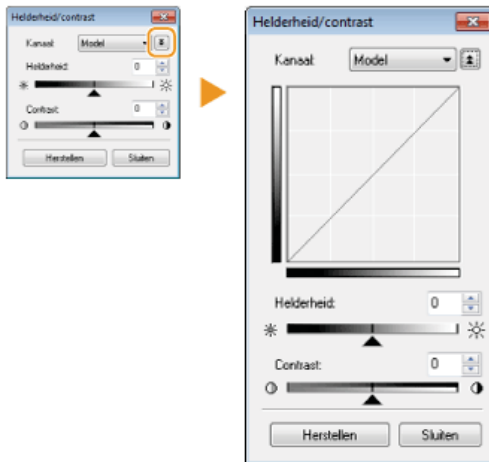 Helderheid/contrast
Kanaal: Model
Helderheid: 0
Contrast: 0
Herstellen Sluiten
Helderheid/contrast
Kanaal: Model
Helderheid: 0
Contrast: 0
Herstellen Sluiten